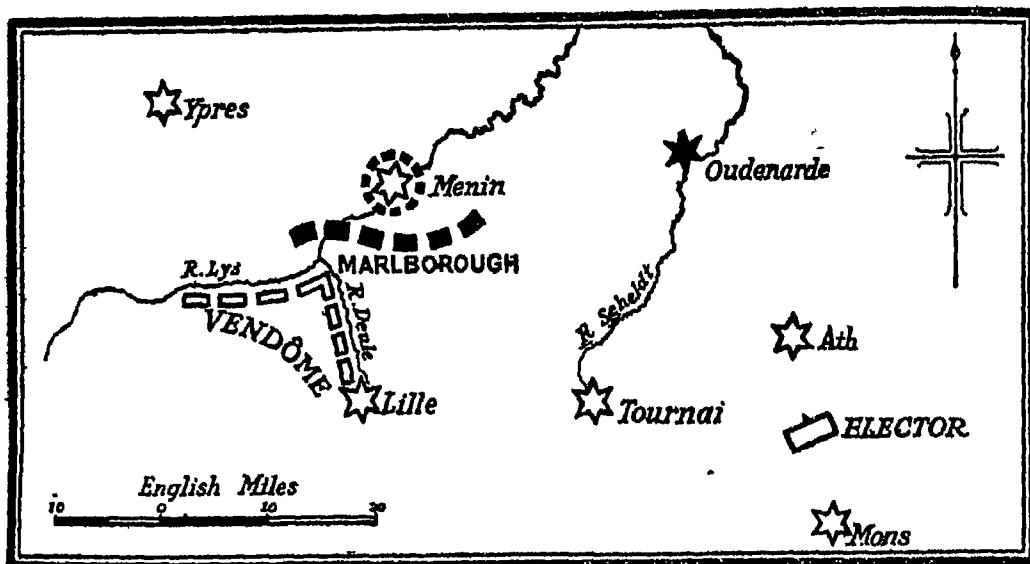 Ypres
Oudenarde
Menin
MARLBOROUGH
R. Lys
R. Deule
VENDÔME
R Scheldt
Ath
Lille
Tournai
ELECTOR
English Miles
10 0 10 20
Mons